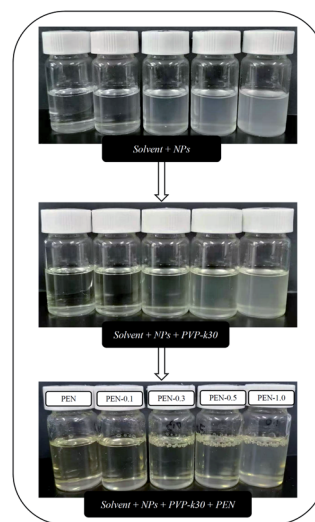 Solvent + NPs
Solvent + NPs + PVP-k30
PEN
PEN-0.1
PEN-0.3
PEN-0.5
PEN-1.0
Solvent + NPs + PVP-k30 + PEN